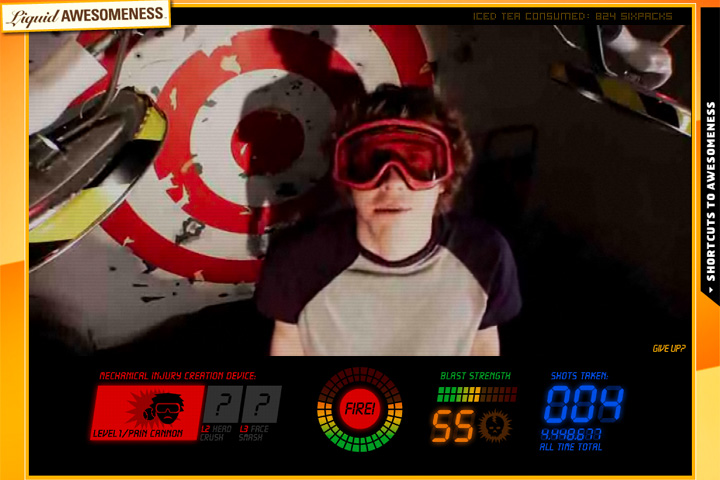 Liquid AWESOMENESS
ICED TEA CONSUMED: 824 SIXPACKS
SHORTCUTS TO AWESOMENESS
GIVE UP?
MECHANICAL INJURY CREATION DEVICE:
LEVEL1/PAIN CANNON
?
L2 HEAD
CRUSH
?
L3 FACE
SMASH
FIRE!
BLAST STRENGTH
55
SHOTS TAKEN:
004
4,448,677
ALL TIME TOTAL